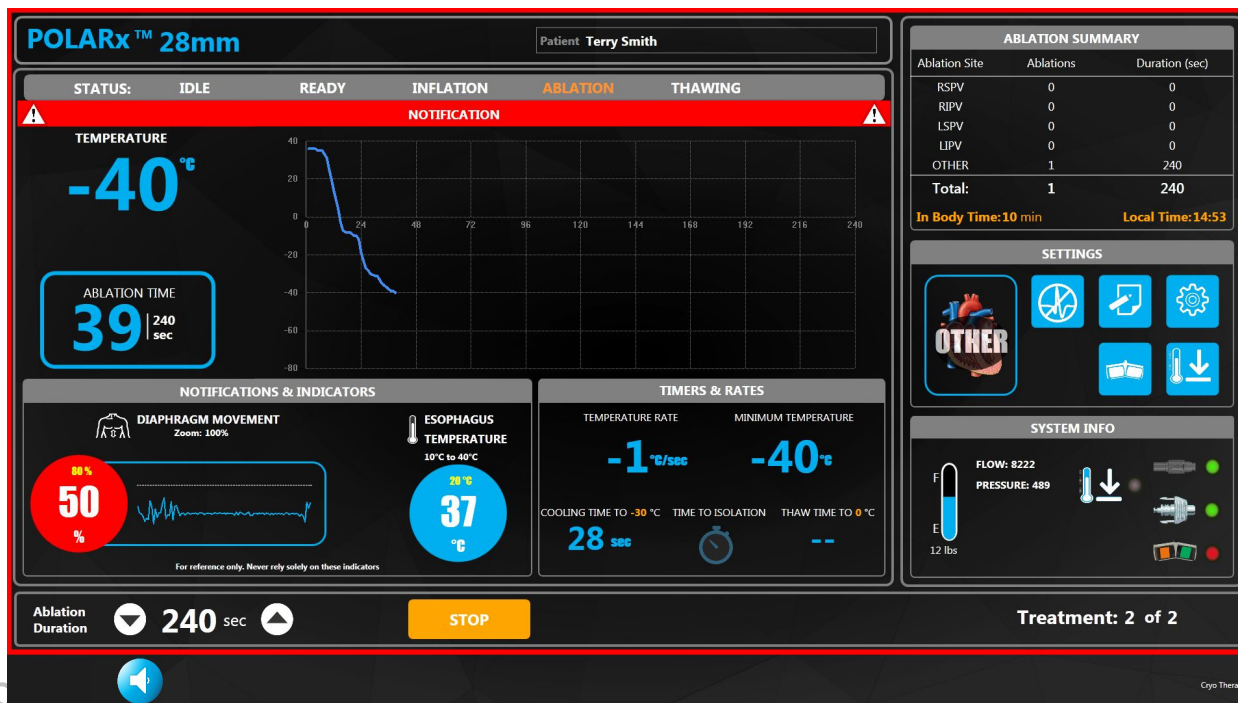 POLARx™ 28mm
Patient Terry Smith
STATUS: IDLE READY INFLATION ABLATION THAWING
NOTIFICATION
TEMPERATURE
-40 °C
ABLATION TIME
39 240 sec
40
20
0
0 24 48 72 96 120 144 168 192 216 240
-20
-40
-60
-80
NOTIFICATIONS & INDICATORS
DIAPHRAGM MOVEMENT
Zoom: 100%
80 %
50
%
ESOPHAGUS
TEMPERATURE
10°C to 40°C
20 °C
37
°C
For reference only. Never rely solely on these indicators
TIMERS & RATES
TEMPERATURE RATE MINIMUM TEMPERATURE
-1 °C/sec -40 °C
COOLING TIME TO -30 °C TIME TO ISOLATION THAW TIME TO 0 °C
28 sec --
Ablation
Duration
240 sec
STOP
Treatment: 2 of 2
ABLATION SUMMARY
Ablation Site Ablations Duration (sec)
RSPV 0 0
RIPV 0 0
LSPV 0 0
LIPV 0 0
OTHER 1 240
Total: 1 240
In Body Time:10 min Local Time:14:53
SETTINGS
OTHER
SYSTEM INFO
F
E
12 lbs
FLOW: 8222
PRESSURE: 489
Cryo Thera